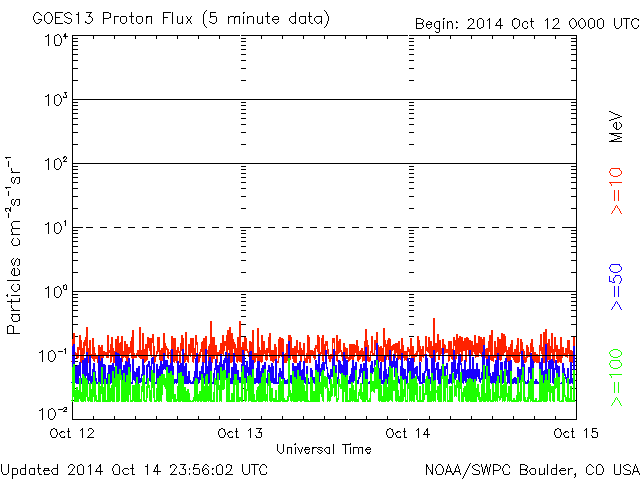 GOES13 Proton Flux (5 minute data)
Begin: 2014 Oct 12 0000 UTC
Particles cm⁻²s⁻¹sr⁻¹
10⁴
10³
10²
10¹
10⁰
10⁻¹
10⁻²
MeV
>=10
>=50
>=100
Oct 12 Oct 13 Oct 14 Oct 15
Universal Time
Updated 2014 Oct 14 23:56:02 UTC
NOAA/SWPC Boulder, CO USA